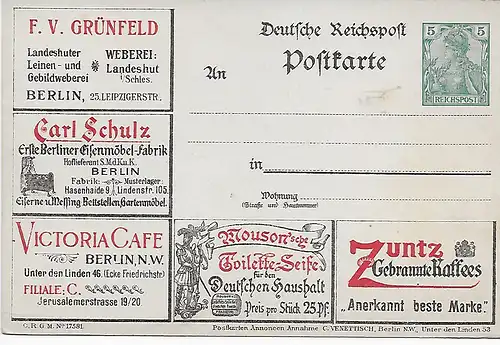 F. V. GRÜNFELD
Landeshuter
Leinen- und
Gebildweberei
WEBEREI:
Landeshut
i/Schles.
BERLIN, 25. LEIPZIGERSTR.
Deutsche Reichspost
Postkarte
An
in
Wohnung
(Straße und Hausnummer)
5 5
REICHSPOST
Carl Schulz
Erste Berliner Eisenmöbel-Fabrik
Hoflieferant S.M.d.K.u.K.
BERLIN
Fabrik: Musterlager:
Hasenhaide 9 Lindenstr. 105.
Eiserne u. Messing Bettstellen, Gartenmöbel.
VICTORIA CAFE
BERLIN, N.W.
Unter den Linden 46. (Ecke Friedrichstr.)
FILIALE: C.
Jerusalemerstrasse 19/20
Mouson'sche
Toilette-Seife
für den
Deutschen Haushalt
Preis pro Stück 25 Pf.
Zuntz
Gebrannte Kaffees
„Anerkannt beste Marke."
D. R. G. M. No 17581.
Postkarten Annoncen Annahme C. VENETTISCH, Berlin N.W., Unter den Linden 53